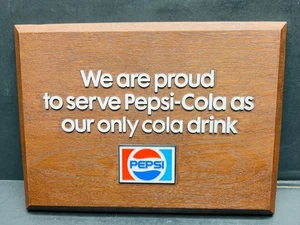 We are proud
to serve Pepsi-Cola as
our only cola drink
PEPSI